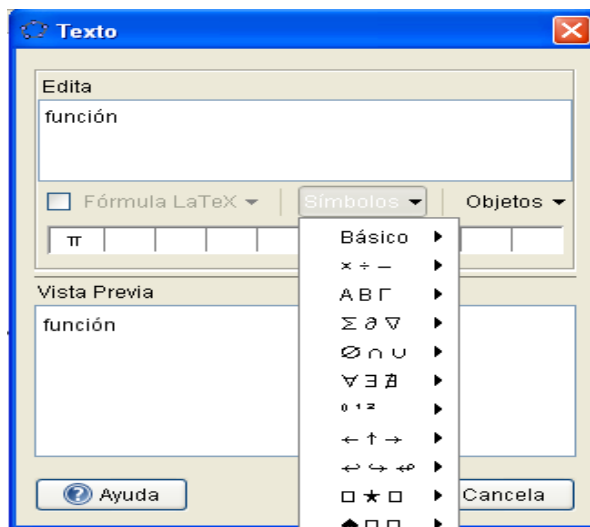 Texto
Edita
función
Fórmula LaTeX Símbolos Objetos
π
Básico
× ÷ −
Α Β Γ
Σ ∂ ∇
∅ ∩ ∪
∀ ∃ ∄
⁰ ¹ ²
← ↑ →
↩ ↪ ↫
□ ★ □
Vista Previa
función
Ayuda
Cancela